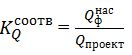 K_Q^соотв = Q_ф^нас / Q_проект